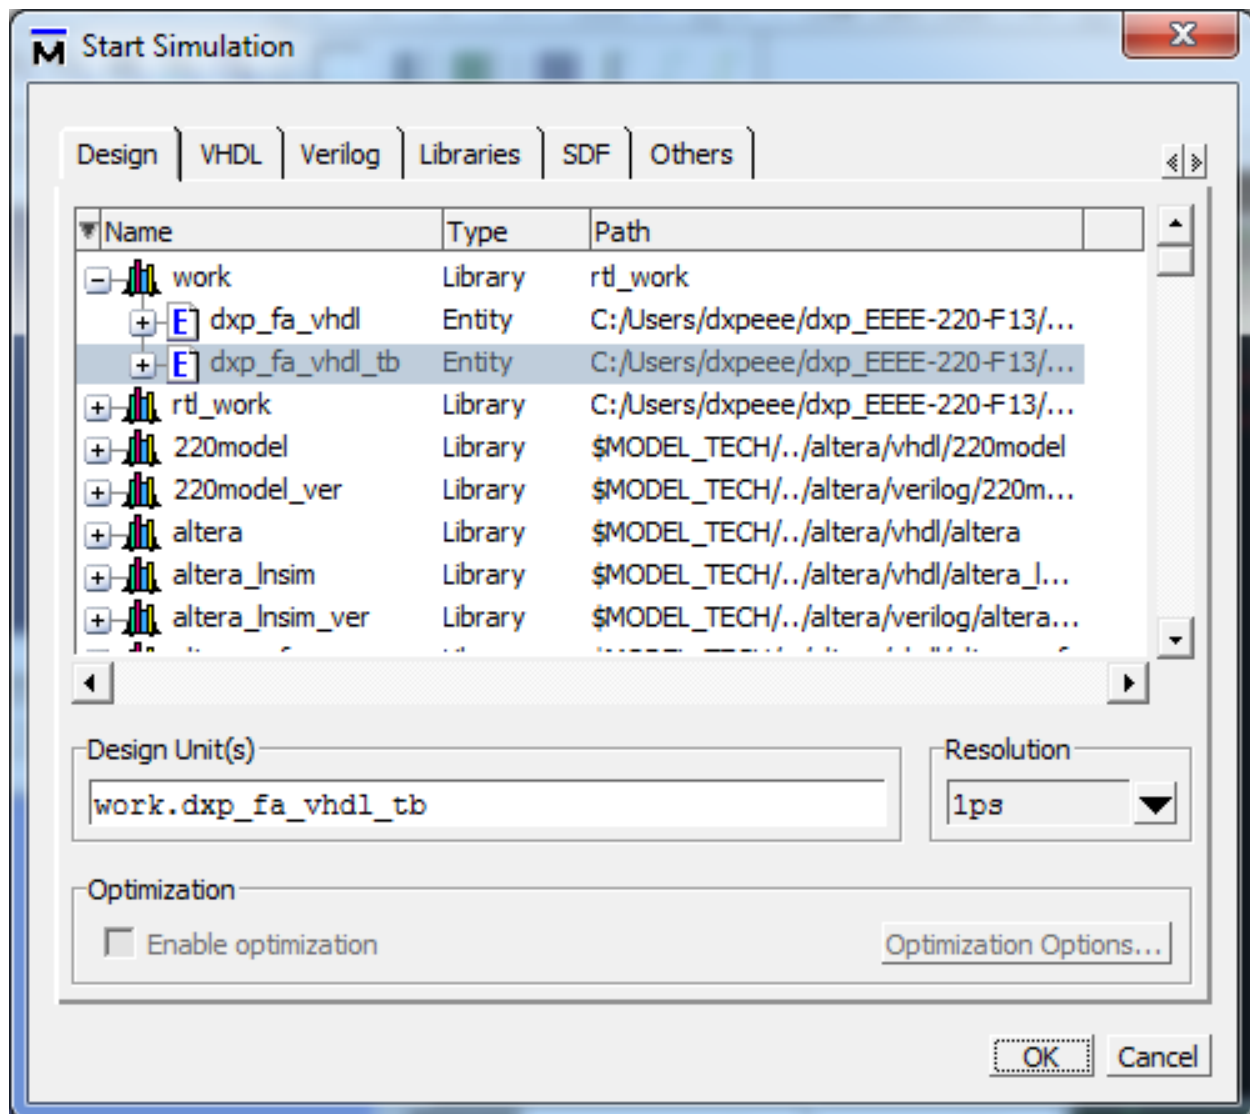 Start Simulation
Design VHDL Verilog Libraries SDF Others
Name Type Path
work Library rtl_work
dxp_fa_vhdl Entity C:/Users/dxpeee/dxp_EEEE-220-F13/...
dxp_fa_vhdl_tb Entity C:/Users/dxpeee/dxp_EEEE-220-F13/...
rtl_work Library C:/Users/dxpeee/dxp_EEEE-220-F13/...
220model Library $MODEL_TECH/../altera/vhdl/220model
220model_ver Library $MODEL_TECH/../altera/verilog/220m...
altera Library $MODEL_TECH/../altera/vhdl/altera
altera_lnsim Library $MODEL_TECH/../altera/vhdl/altera_l...
altera_lnsim_ver Library $MODEL_TECH/../altera/verilog/altera...
Design Unit(s) Resolution
work.dxp_fa_vhdl_tb 1ps
Optimization
Enable optimization Optimization Options...
OK Cancel